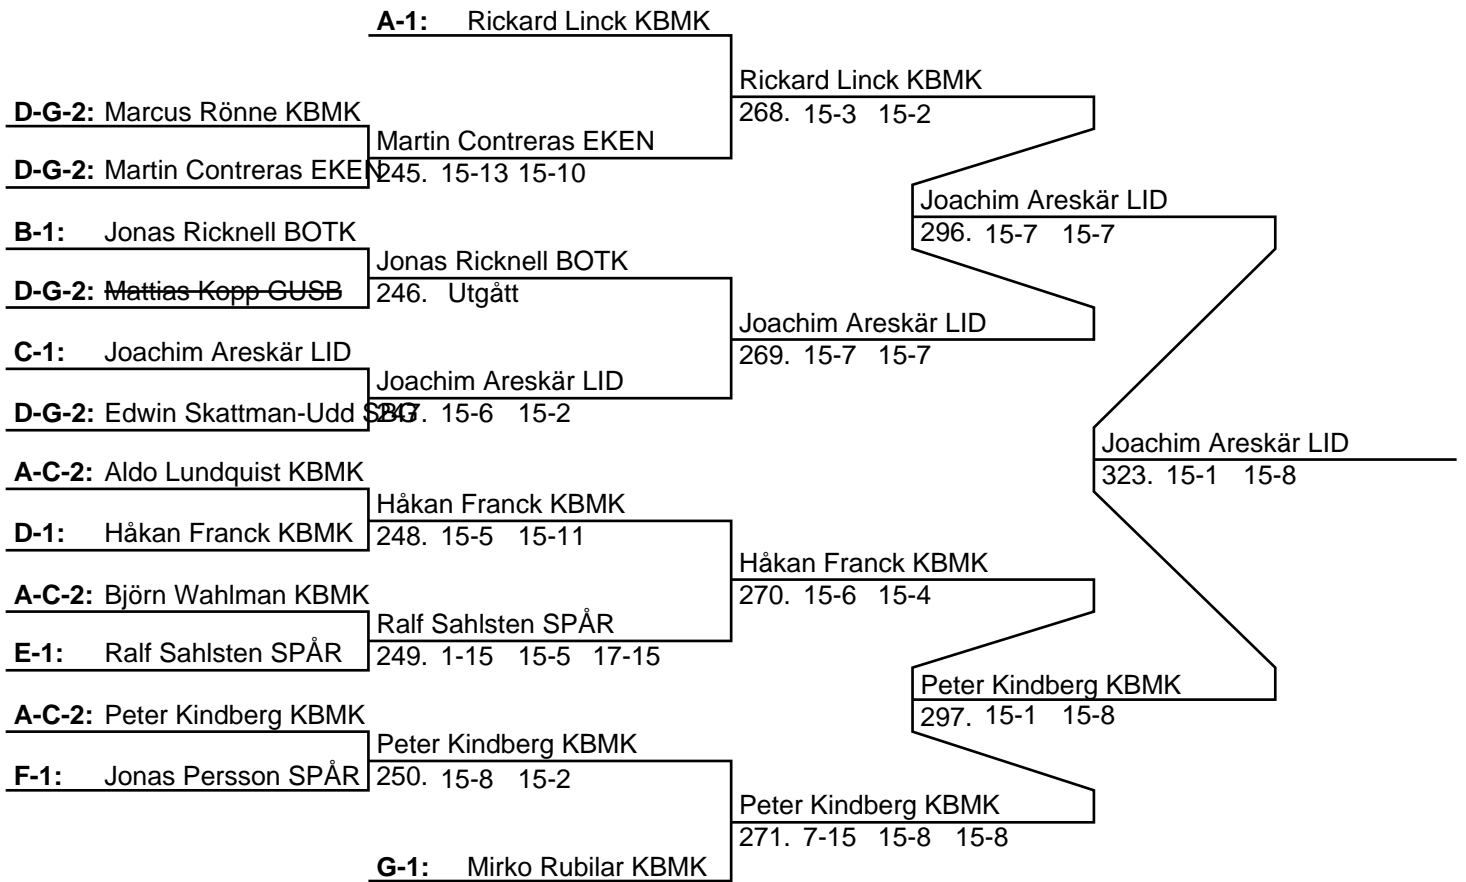 A-1: Rickard Linck KBMK
Rickard Linck KBMK
268. 15-3 15-2
D-G-2: Marcus Rönne KBMK
Martin Contreras EKEN
D-G-2: Martin Contreras EKEN
245. 15-13 15-10
Joachim Areskär LID
296. 15-7 15-7
B-1: Jonas Ricknell BOTK
Jonas Ricknell BOTK
D-G-2: Mattias Kopp GUSB
246. Utgått
Joachim Areskär LID
269. 15-7 15-7
C-1: Joachim Areskär LID
Joachim Areskär LID
D-G-2: Edwin Skattman-Udd SBG
247. 15-6 15-2
Joachim Areskär LID
323. 15-1 15-8
A-C-2: Aldo Lundquist KBMK
Håkan Franck KBMK
D-1: Håkan Franck KBMK
248. 15-5 15-11
Håkan Franck KBMK
270. 15-6 15-4
A-C-2: Björn Wahlman KBMK
Ralf Sahlsten SPÅR
E-1: Ralf Sahlsten SPÅR
249. 1-15 15-5 17-15
Peter Kindberg KBMK
297. 15-1 15-8
A-C-2: Peter Kindberg KBMK
Peter Kindberg KBMK
F-1: Jonas Persson SPÅR
250. 15-8 15-2
Peter Kindberg KBMK
271. 7-15 15-8 15-8
G-1: Mirko Rubilar KBMK